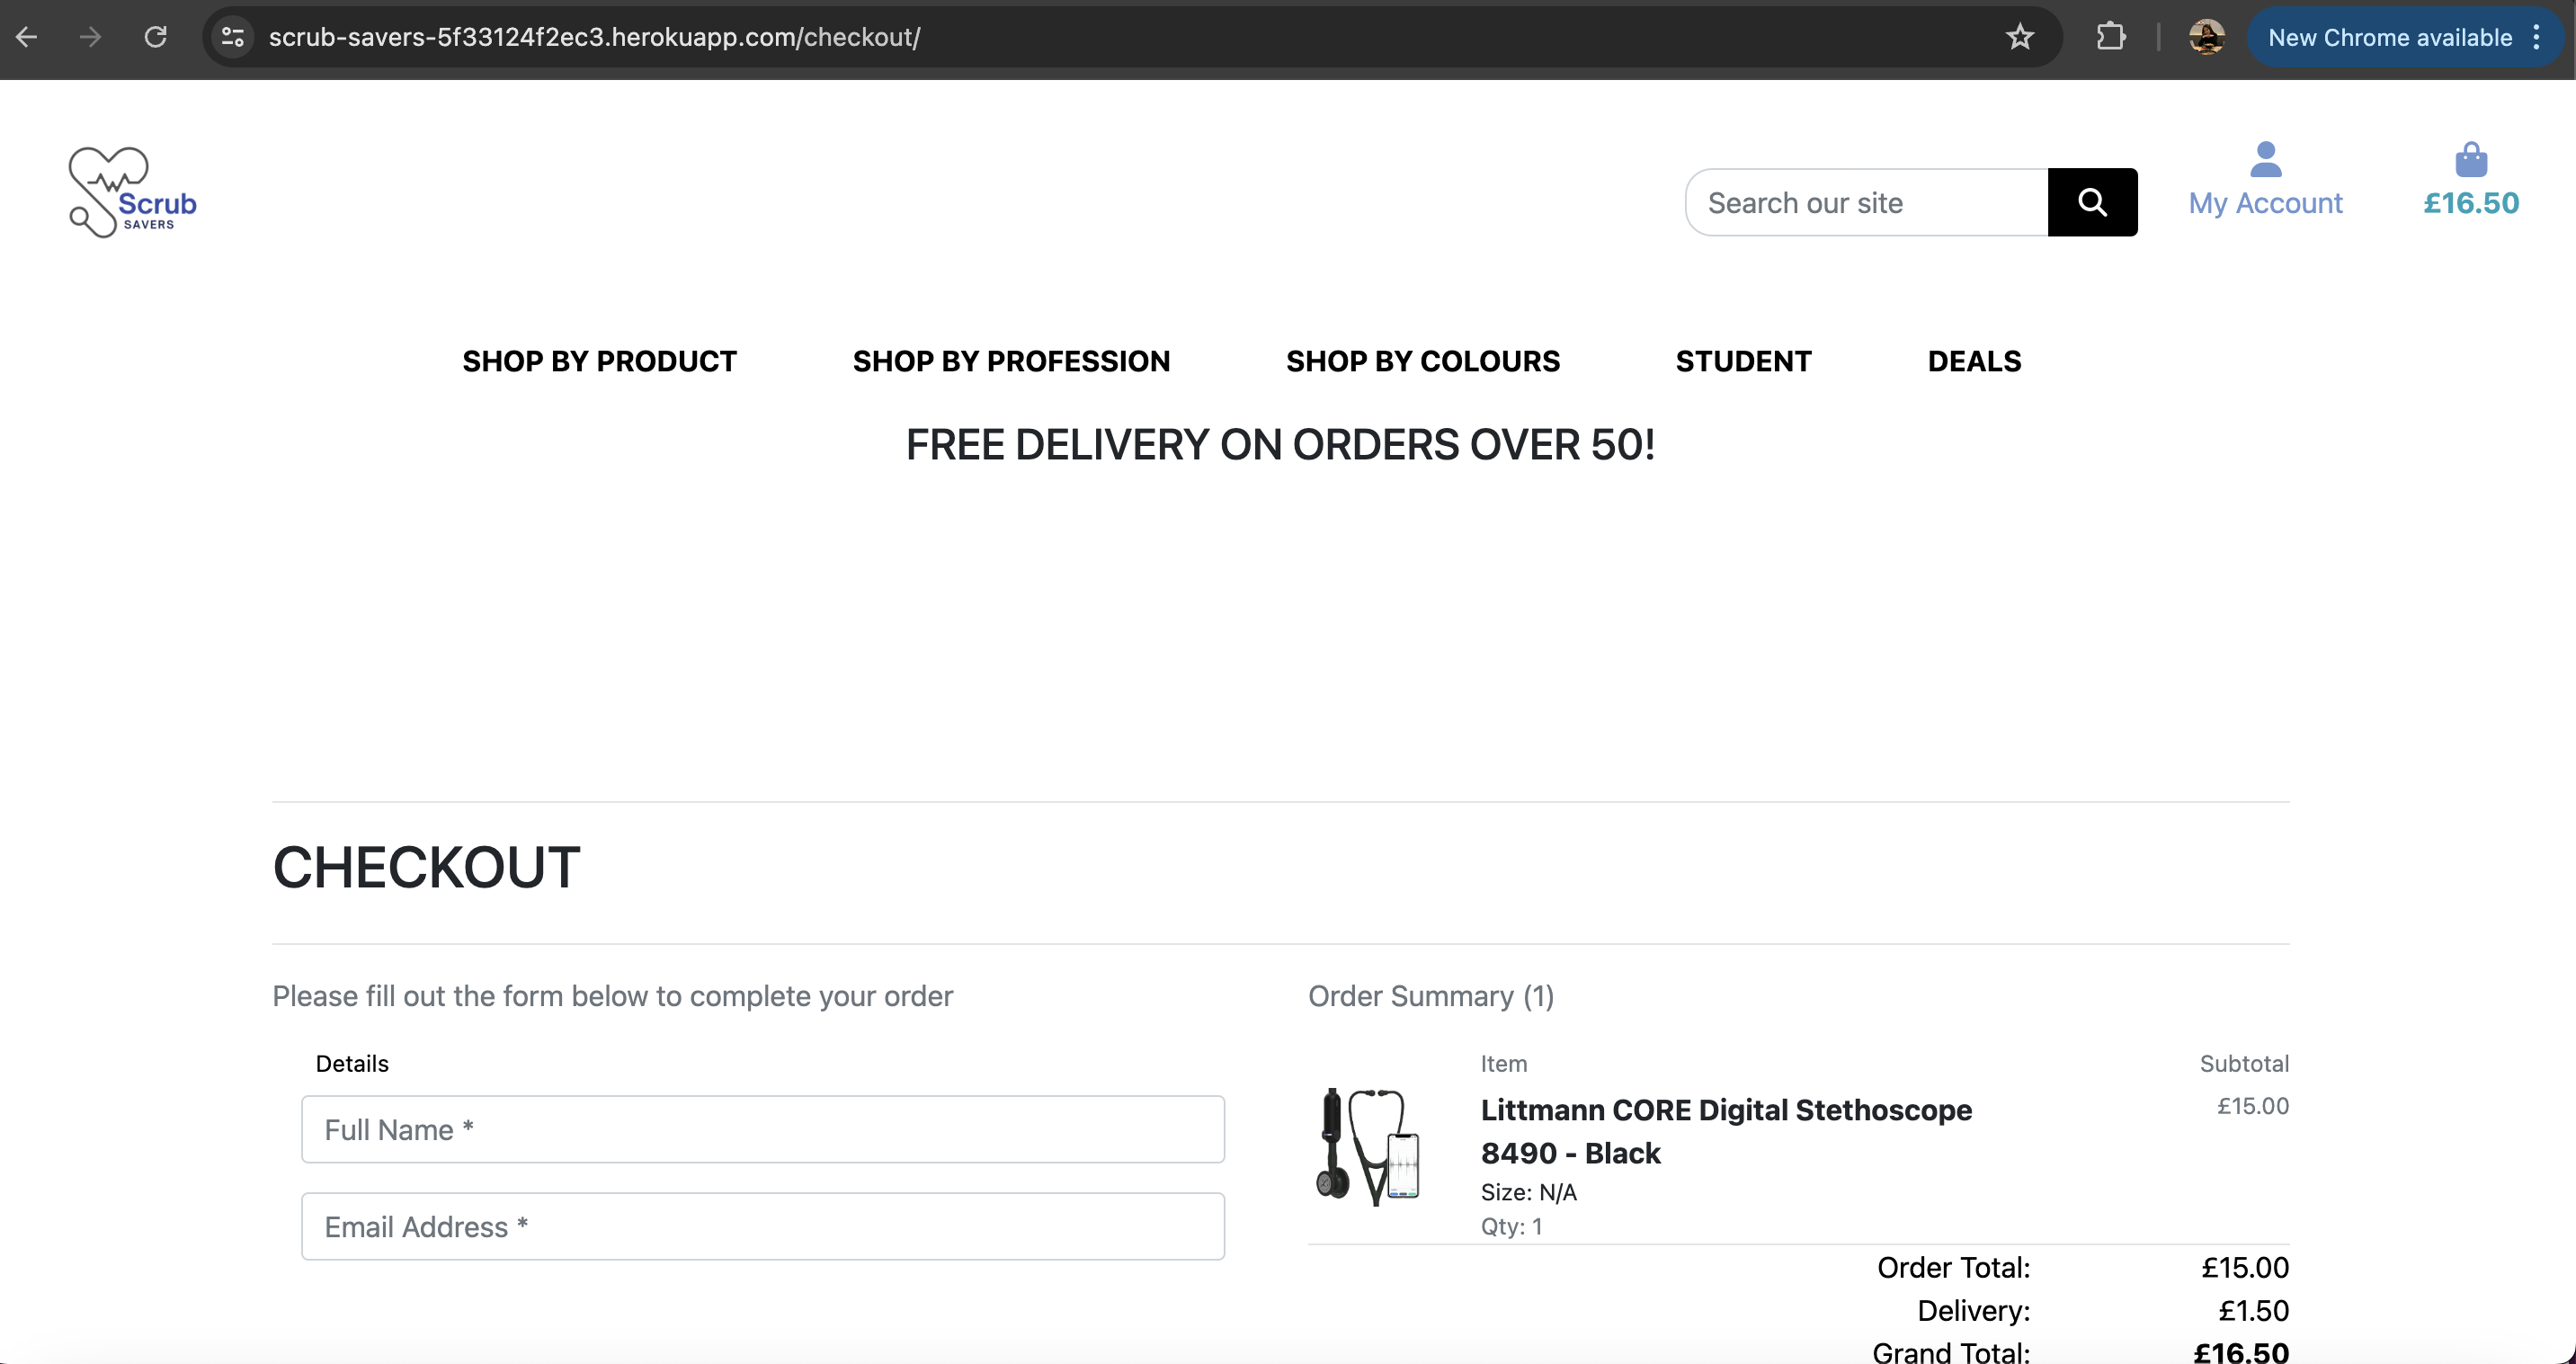 scrub-savers-5f33124f2ec3.herokuapp.com/checkout/
New Chrome available
Scrub
SAVERS
Search our site
My Account
£16.50
SHOP BY PRODUCT
SHOP BY PROFESSION
SHOP BY COLOURS
STUDENT
DEALS
FREE DELIVERY ON ORDERS OVER 50!
CHECKOUT
Please fill out the form below to complete your order
Details
Full Name *
Email Address *
Order Summary (1)
Item
Subtotal
Littmann CORE Digital Stethoscope
£15.00
8490 - Black
Size: N/A
Qty: 1
Order Total:
£15.00
Delivery:
£1.50
Grand Total:
£16.50